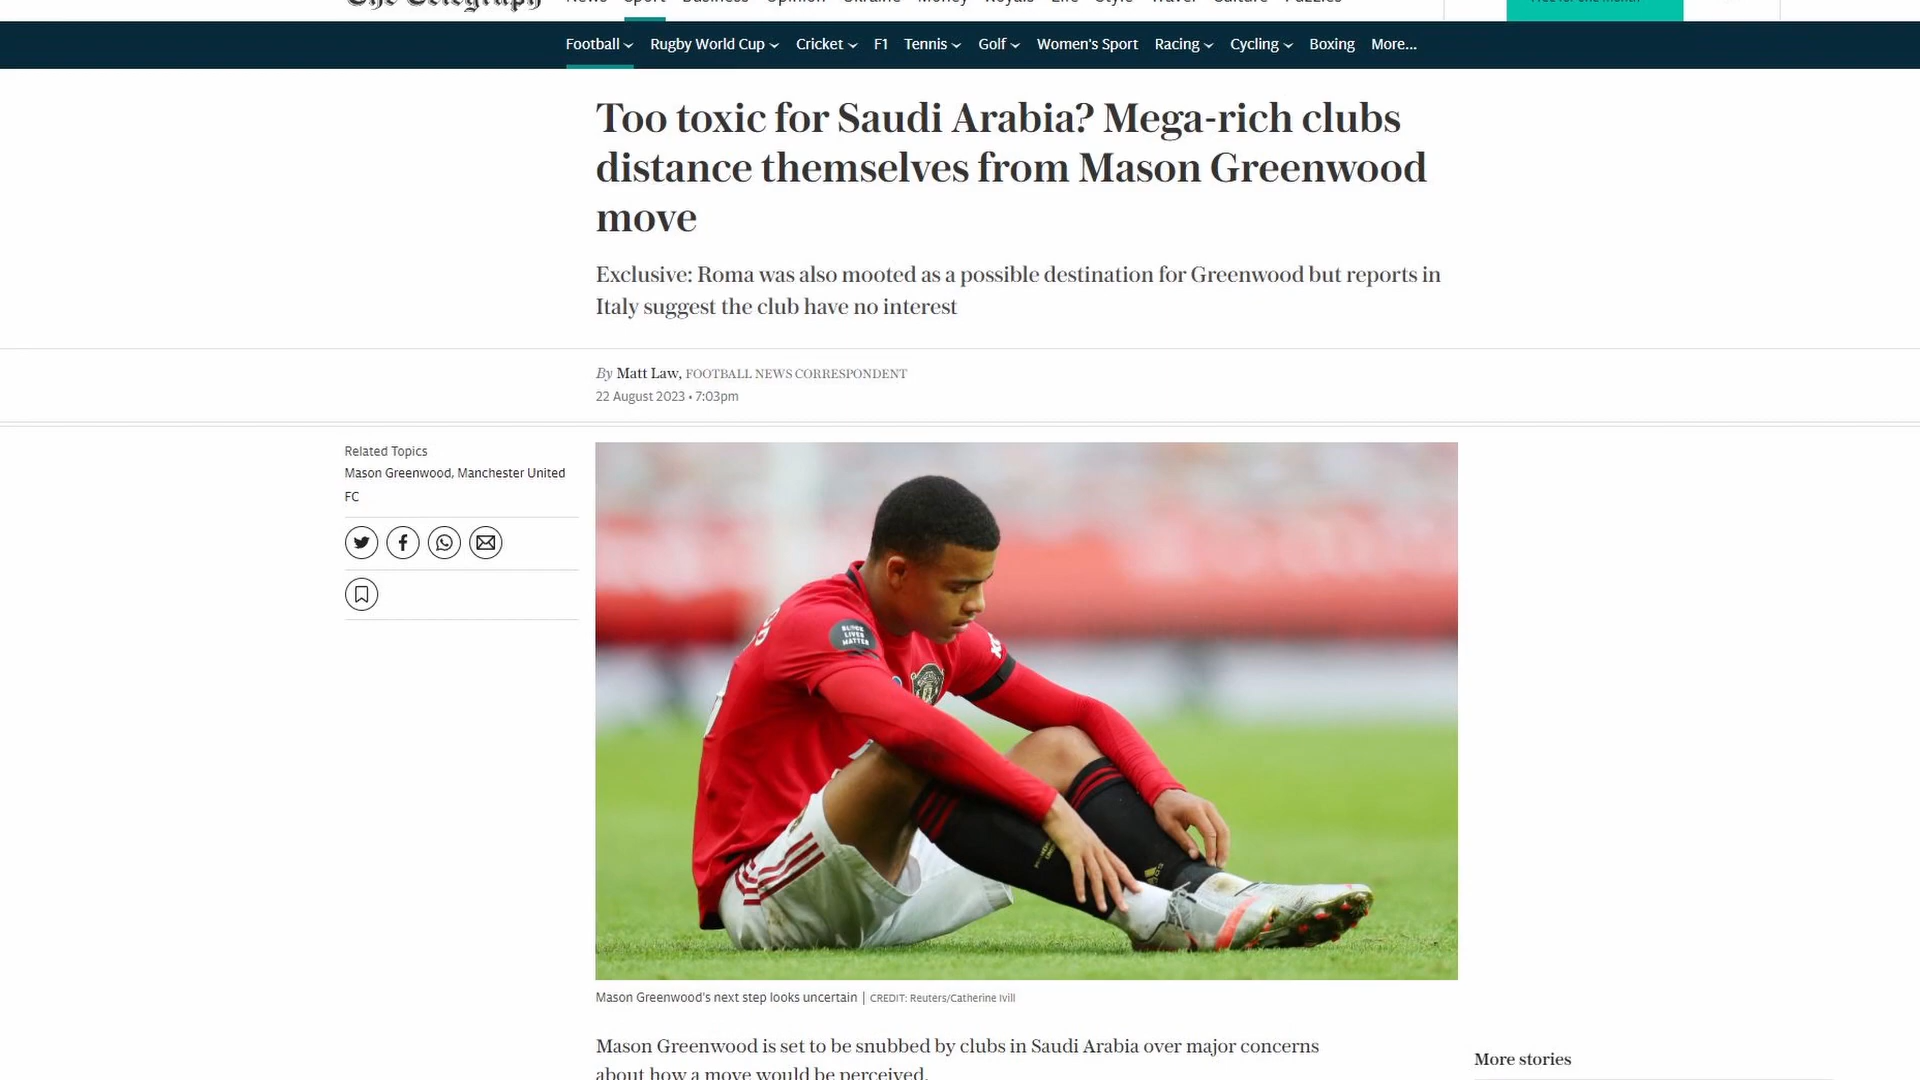 The Telegraph
News Sport Business Opinion Ukraine Money Royals Life Style Travel Culture Puzzles
Football Rugby World Cup Cricket F1 Tennis Golf Women's Sport Racing Cycling Boxing More...
Too toxic for Saudi Arabia? Mega-rich clubs
distance themselves from Mason Greenwood
move
Exclusive: Roma was also mooted as a possible destination for Greenwood but reports in
Italy suggest the club have no interest
By Matt Law, FOOTBALL NEWS CORRESPONDENT
22 August 2023 • 7:03pm
Related Topics
Mason Greenwood, Manchester United
FC
BLACK
LIVES
MATTER
Mason Greenwood's next step looks uncertain | CREDIT: Reuters/Catherine Ivill
Mason Greenwood is set to be snubbed by clubs in Saudi Arabia over major concerns
about how a move would be perceived.
More stories